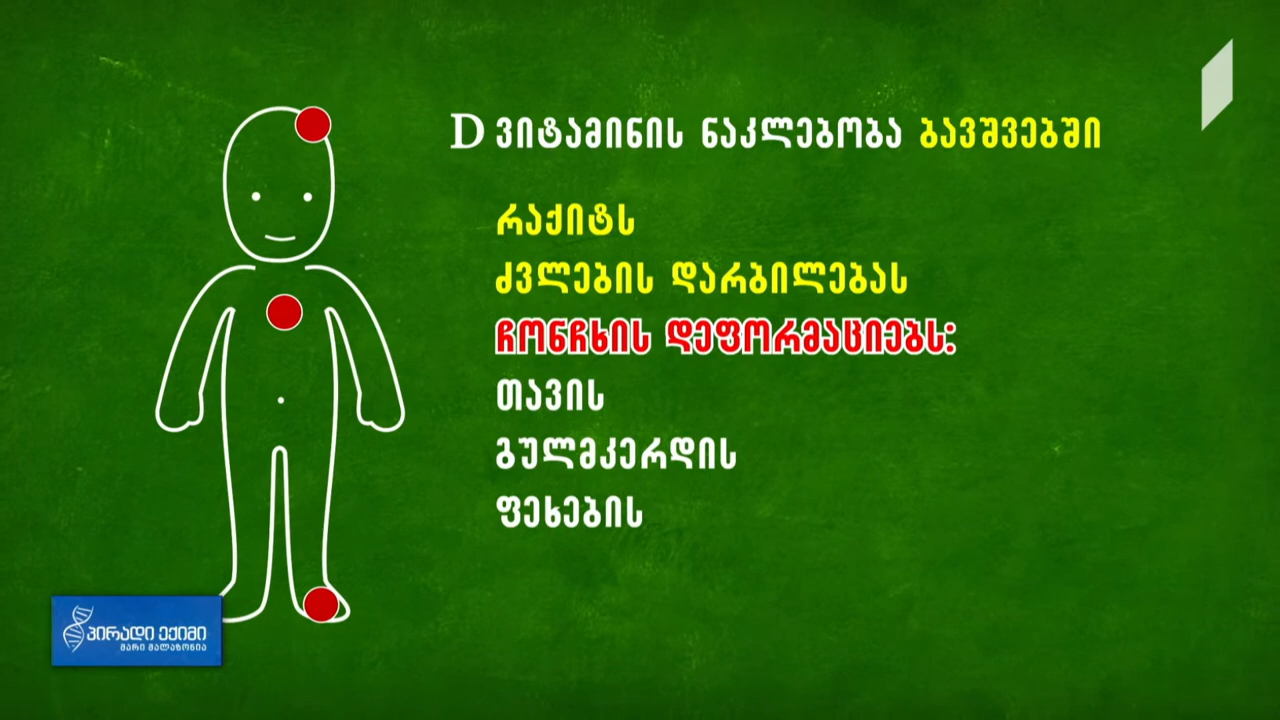 D ვიტამინის ნაკლებობა ბავშვებში
რაქიტს
ძვლების დარბილებას
ჩონჩხის დეფორმაციებს:
თავის
გულმკერდის
ფეხების
პირადი ექიმი
მარი მალაზონია